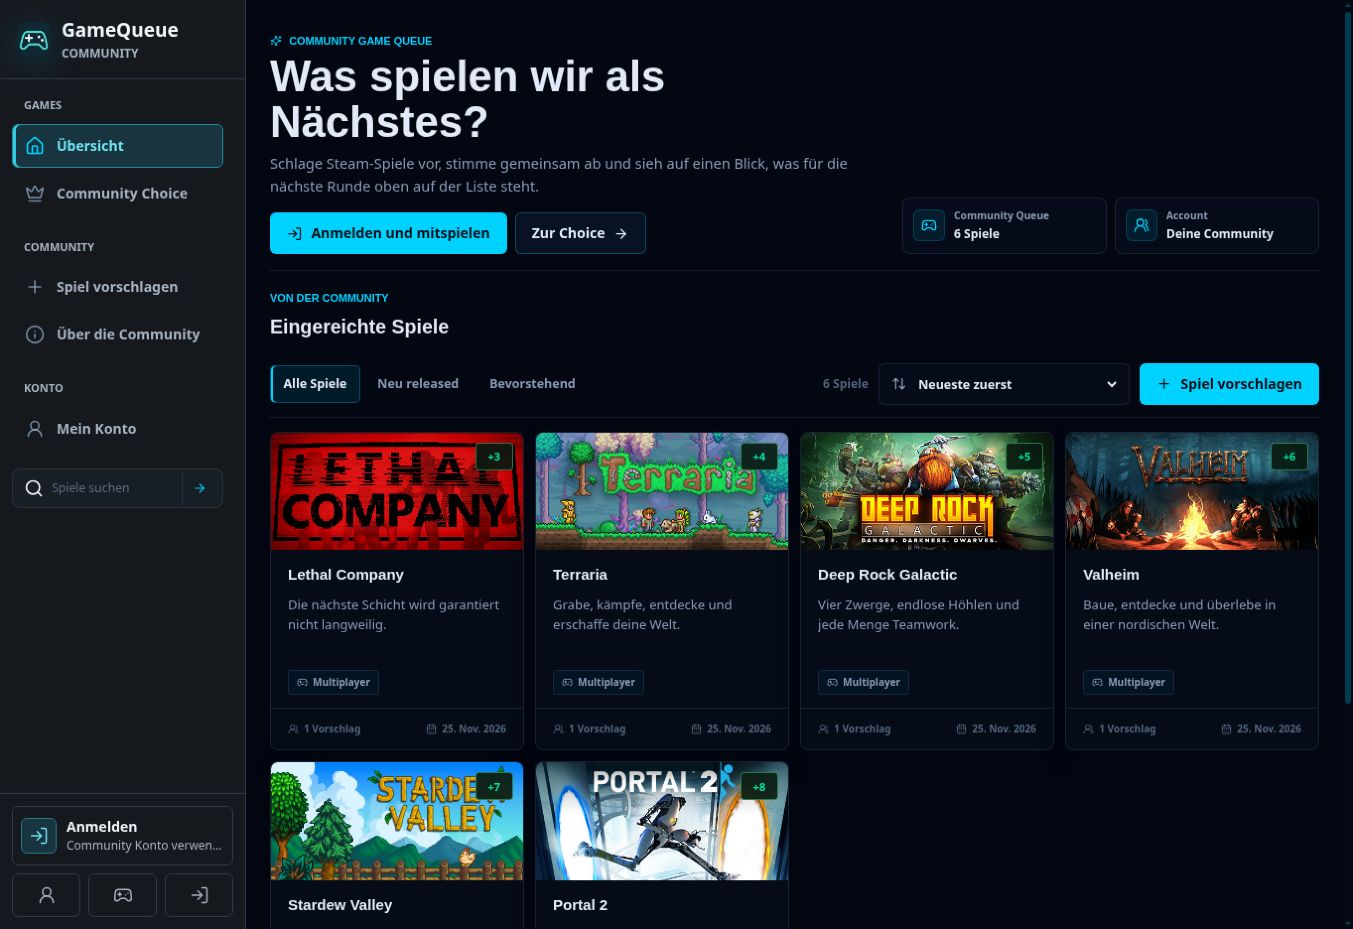 GameQueue
COMMUNITY
GAMES
Übersicht
Community Choice
COMMUNITY
Spiel vorschlagen
Über die Community
KONTO
Mein Konto
Spiele suchen
Anmelden
Community Konto verwen...
COMMUNITY GAME QUEUE
Was spielen wir als
Nächstes?
Schlage Steam-Spiele vor, stimme gemeinsam ab und sieh auf einen Blick, was für die
nächste Runde oben auf der Liste steht.
Anmelden und mitspielen
Zur Choice
Community Queue
6 Spiele
Account
Deine Community
VON DER COMMUNITY
Eingereichte Spiele
Alle Spiele
Neu released
Bevorstehend
6 Spiele
Neueste zuerst
Spiel vorschlagen
LETHAL
COMPANY
+3
Lethal Company
Die nächste Schicht wird garantiert
nicht langweilig.
Multiplayer
1 Vorschlag
25. Nov. 2026
Terraria
+4
Terraria
Grabe, kämpfe, entdecke und
erschaffe deine Welt.
Multiplayer
1 Vorschlag
25. Nov. 2026
+5
DEEP ROCK
GALACTIC
DANGER. DARKNESS. DWARVES.
Deep Rock Galactic
Vier Zwerge, endlose Höhlen und
jede Menge Teamwork.
Multiplayer
1 Vorschlag
25. Nov. 2026
VALHEIM
+6
Valheim
Baue, entdecke und überlebe in
einer nordischen Welt.
Multiplayer
1 Vorschlag
25. Nov. 2026
STARDEW
VALLEY
+7
Stardew Valley
PORTAL 2
+8
Portal 2